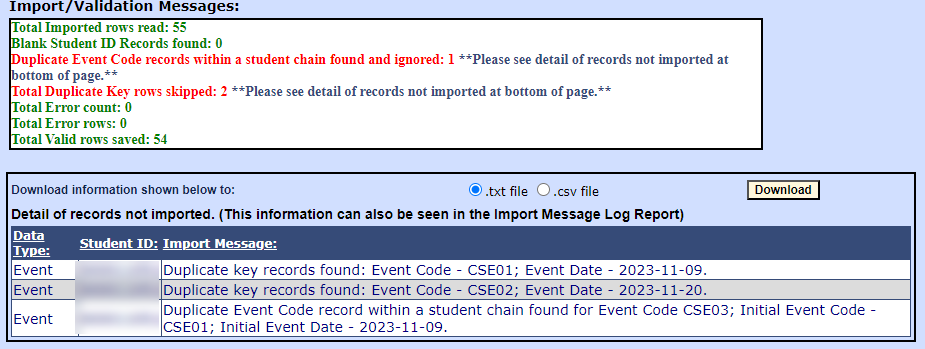 Import/Validation Messages:
Total Imported rows read: 55
Blank Student ID Records found: 0
Duplicate Event Code records within a student chain found and ignored: 1 **Please see detail of records not imported at
bottom of page.**
Total Duplicate Key rows skipped: 2 **Please see detail of records not imported at bottom of page.**
Total Error count: 0
Total Error rows: 0
Total Valid rows saved: 54
Download information shown below to: .txt file .csv file Download
Detail of records not imported. (This information can also be seen in the Import Message Log Report)
Data
Type: Student ID: Import Message:
Event Duplicate key records found: Event Code - CSE01; Event Date - 2023-11-09.
Event Duplicate key records found: Event Code - CSE02; Event Date - 2023-11-20.
Event Duplicate Event Code record within a student chain found for Event Code CSE03; Initial Event Code -
CSE01; Initial Event Date - 2023-11-09.